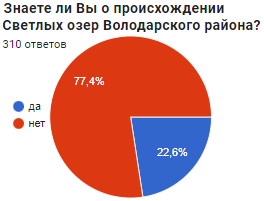 Знаете ли Вы о происхождении
Светлых озер Володарского района?
310 ответов
77,4%
да
нет
22,6%